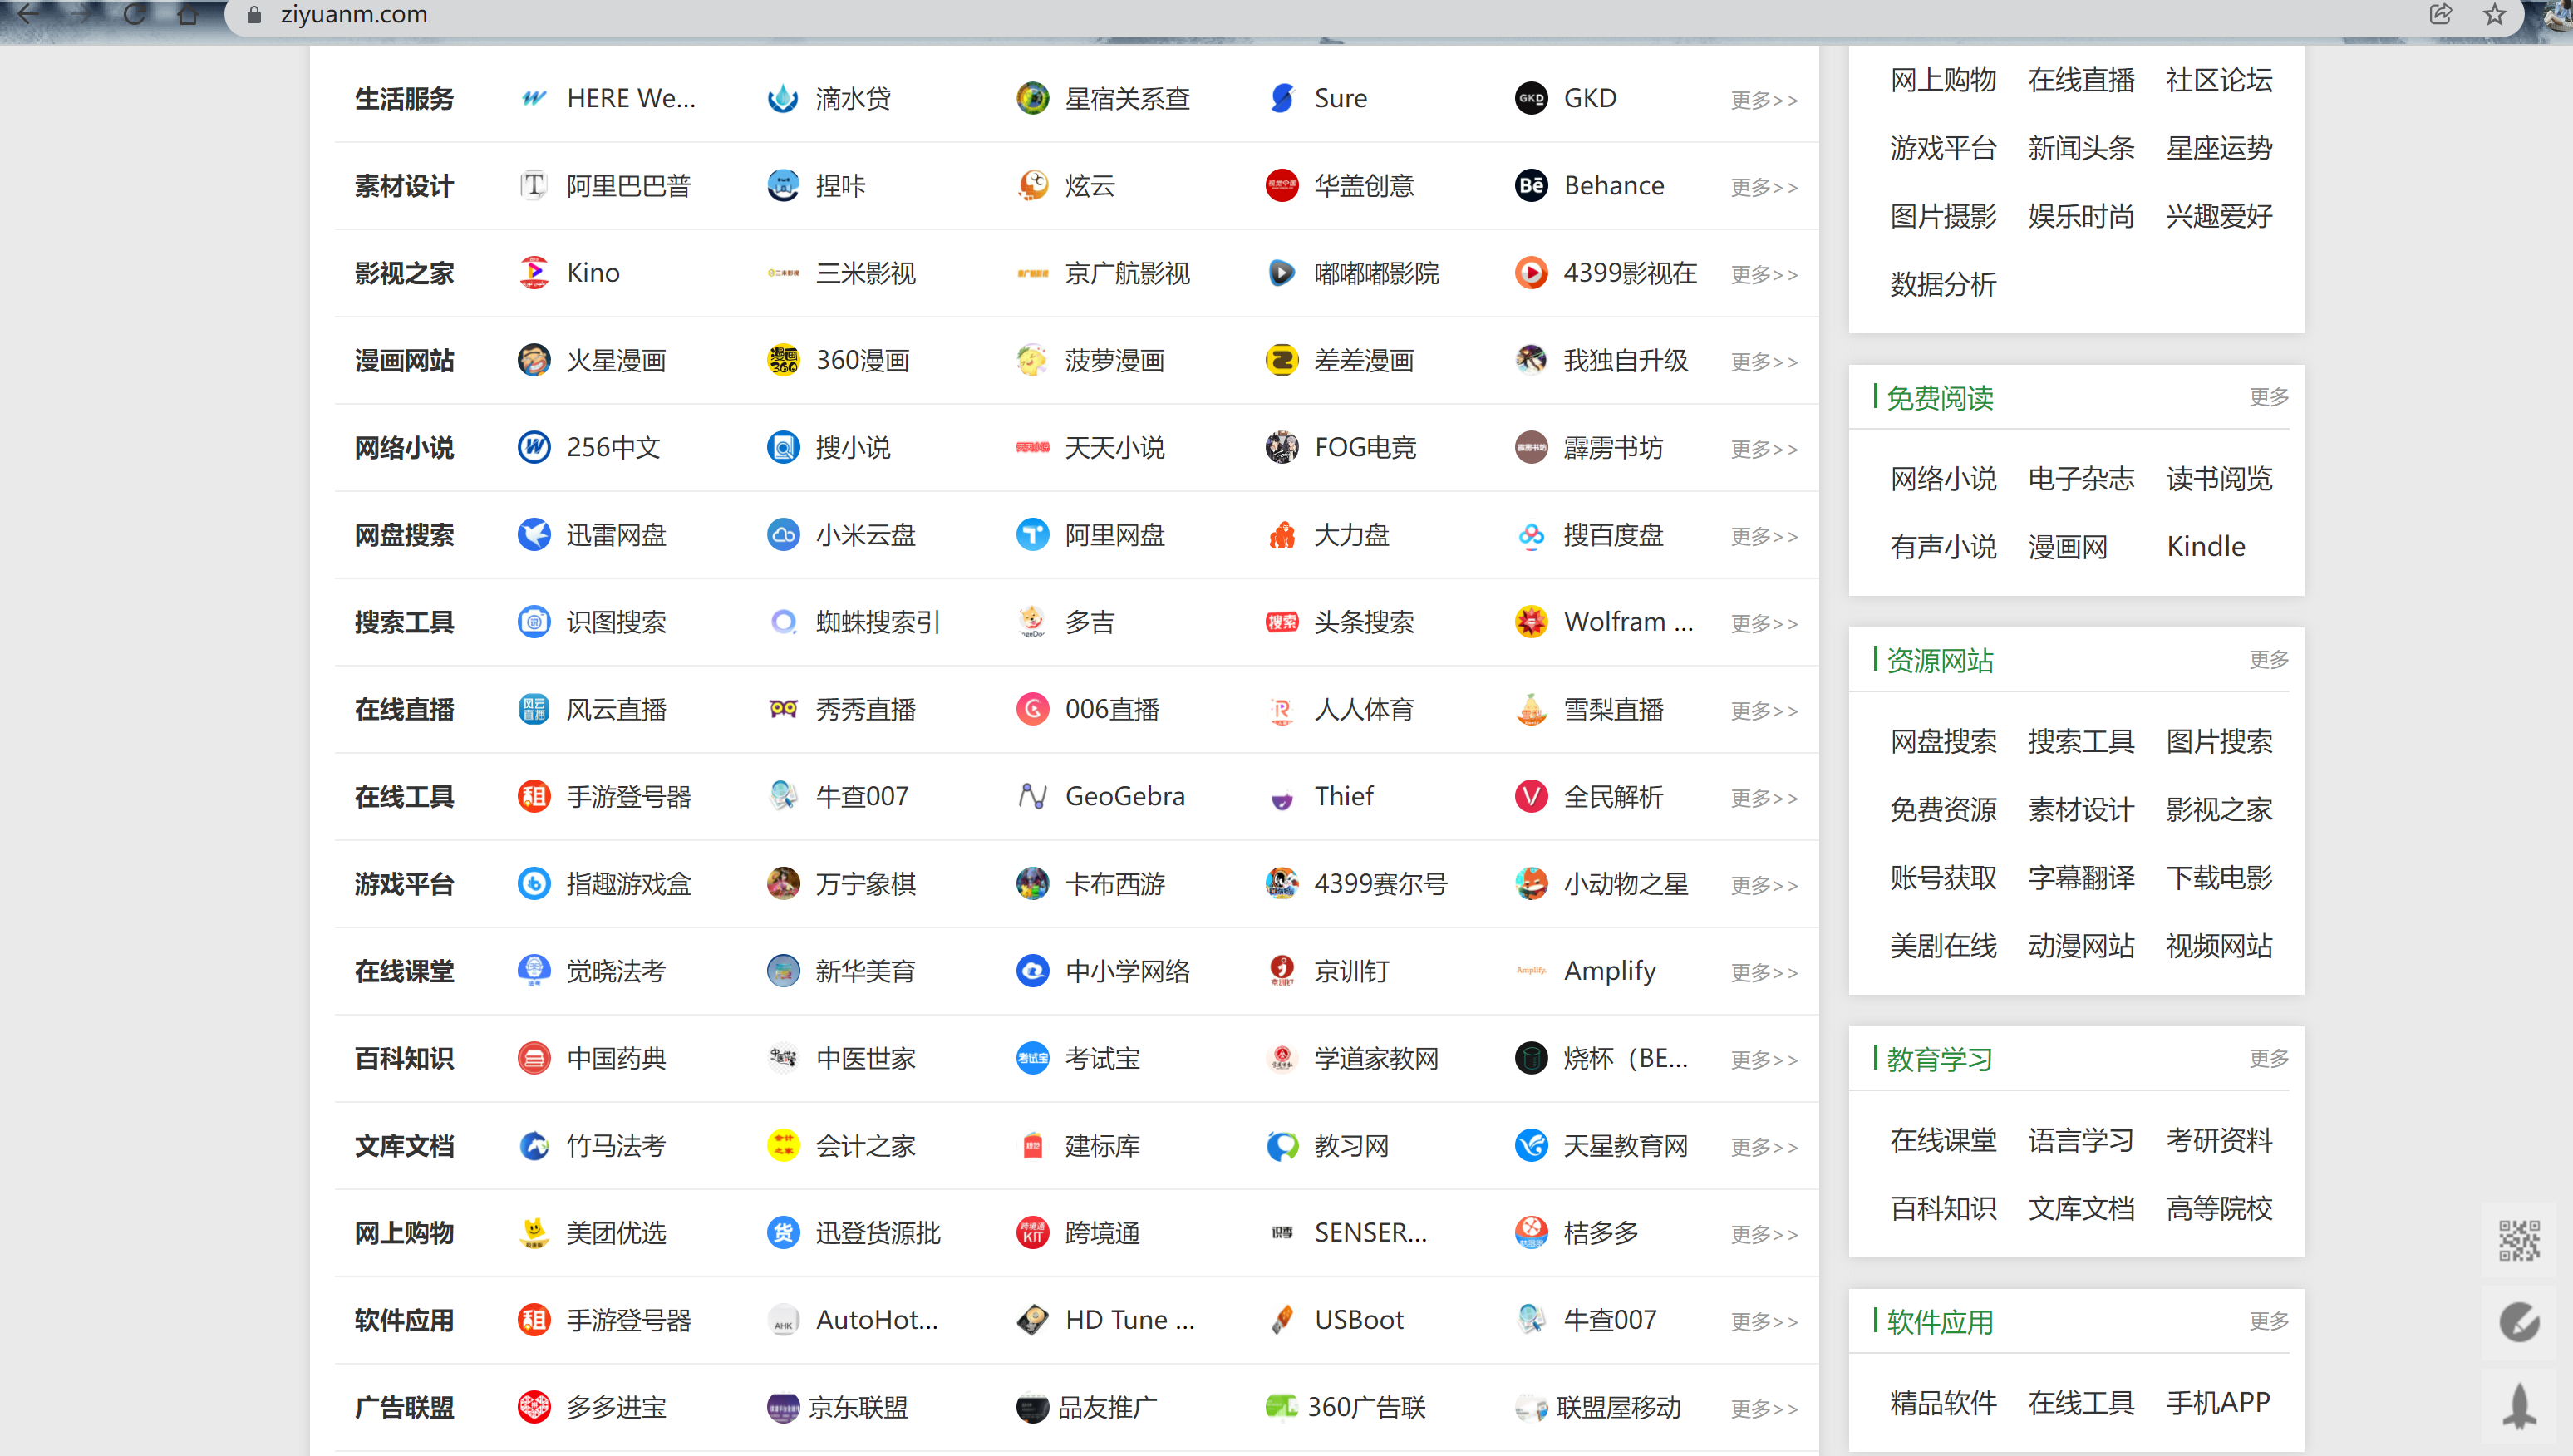 ziyuanm.com
生活服务 HERE We... 滴水贷 星宿关系查 Sure GKD 更多>>
素材设计 阿里巴巴普 捏咔 炫云 华盖创意 Behance 更多>>
影视之家 Kino 三米影视 京广航影视 嘟嘟嘟影院 4399影视在 更多>>
漫画网站 火星漫画 360漫画 菠萝漫画 差差漫画 我独自升级 更多>>
网络小说 256中文 搜小说 天天小说 FOG电竞 霹雳书坊 更多>>
网盘搜索 迅雷网盘 小米云盘 阿里网盘 大力盘 搜百度盘 更多>>
搜索工具 识图搜索 蜘蛛搜索引 多吉 头条搜索 Wolfram ... 更多>>
在线直播 风云直播 秀秀直播 006直播 人人体育 雪梨直播 更多>>
在线工具 手游登号器 牛查007 GeoGebra Thief 全民解析 更多>>
游戏平台 指趣游戏盒 万宁象棋 卡布西游 4399赛尔号 小动物之星 更多>>
在线课堂 觉晓法考 新华美育 中小学网络 京训钉 Amplify 更多>>
百科知识 中国药典 中医世家 考试宝 学道家教网 烧杯（BE... 更多>>
文库文档 竹马法考 会计之家 建标库 教习网 天星教育网 更多>>
网上购物 美团优选 迅登货源批 跨境通 SENSER... 桔多多 更多>>
软件应用 手游登号器 AutoHot... HD Tune ... USBoot 牛查007 更多>>
广告联盟 多多进宝 京东联盟 品友推广 360广告联 联盟屋移动 更多>>
网上购物 在线直播 社区论坛
游戏平台 新闻头条 星座运势
图片摄影 娱乐时尚 兴趣爱好
数据分析
免费阅读 更多
网络小说 电子杂志 读书阅览
有声小说 漫画网 Kindle
资源网站 更多
网盘搜索 搜索工具 图片搜索
免费资源 素材设计 影视之家
账号获取 字幕翻译 下载电影
美剧在线 动漫网站 视频网站
教育学习 更多
在线课堂 语言学习 考研资料
百科知识 文库文档 高等院校
软件应用 更多
精品软件 在线工具 手机APP